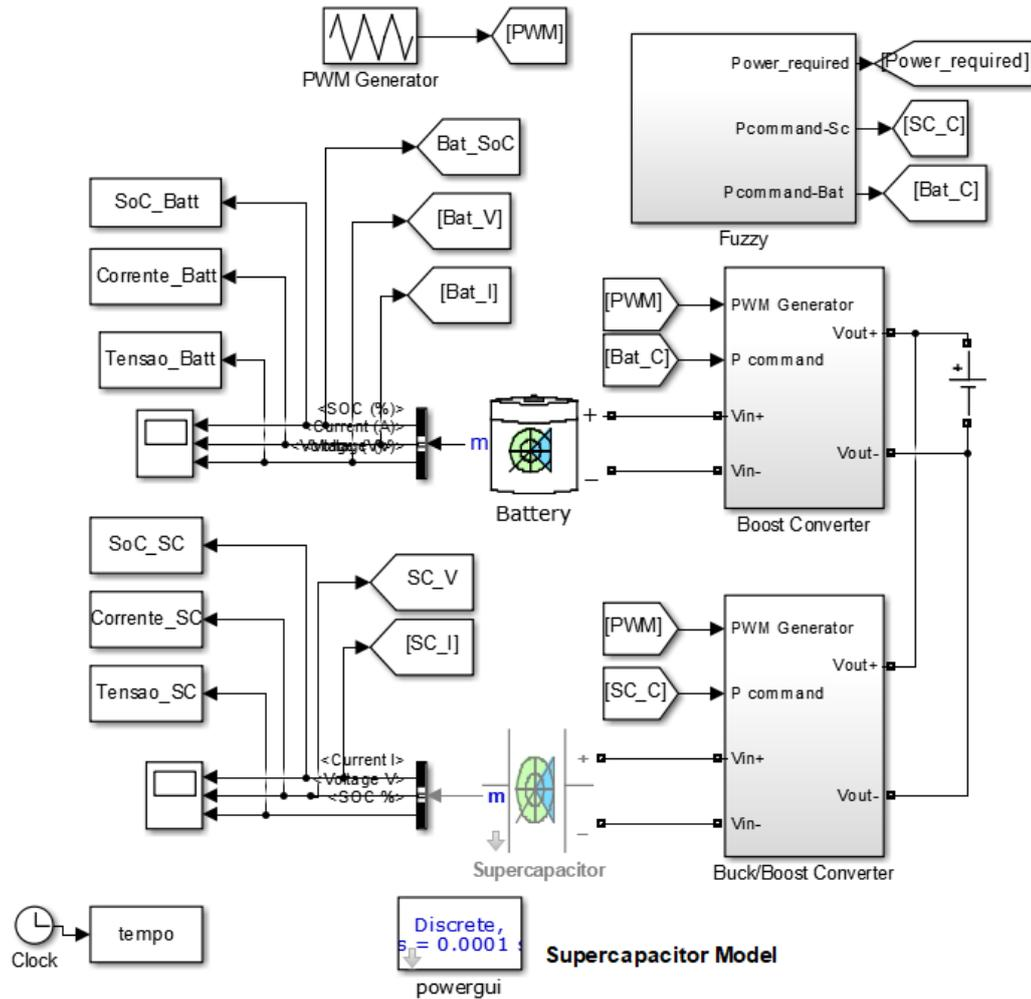 PWM Generator
[PWM]
Power_required
[Power_required]
Pcommand-Sc
[SC_C]
Pcommand-Bat
[Bat_C]
Fuzzy
Bat_SoC
SoC_Batt
[Bat_V]
Corrente_Batt
[Bat_I]
Tensao_Batt
<SOC (%)>
<Current (A)>
m
+
−
Battery
[PWM]
[Bat_C]
PWM Generator
P command
Vin+
Vin-
Vout+
Vout-
Boost Converter
+
SoC_SC
SC_V
Corrente_SC
[SC_I]
Tensao_SC
<Current I>
<Voltage V>
<SOC %>
m
+
−
Supercapacitor
[PWM]
[SC_C]
PWM Generator
P command
Vin+
Vin-
Vout+
Vout-
Buck/Boost Converter
Clock
tempo
Discrete,
s = 0.0001 s
powergui
Supercapacitor Model